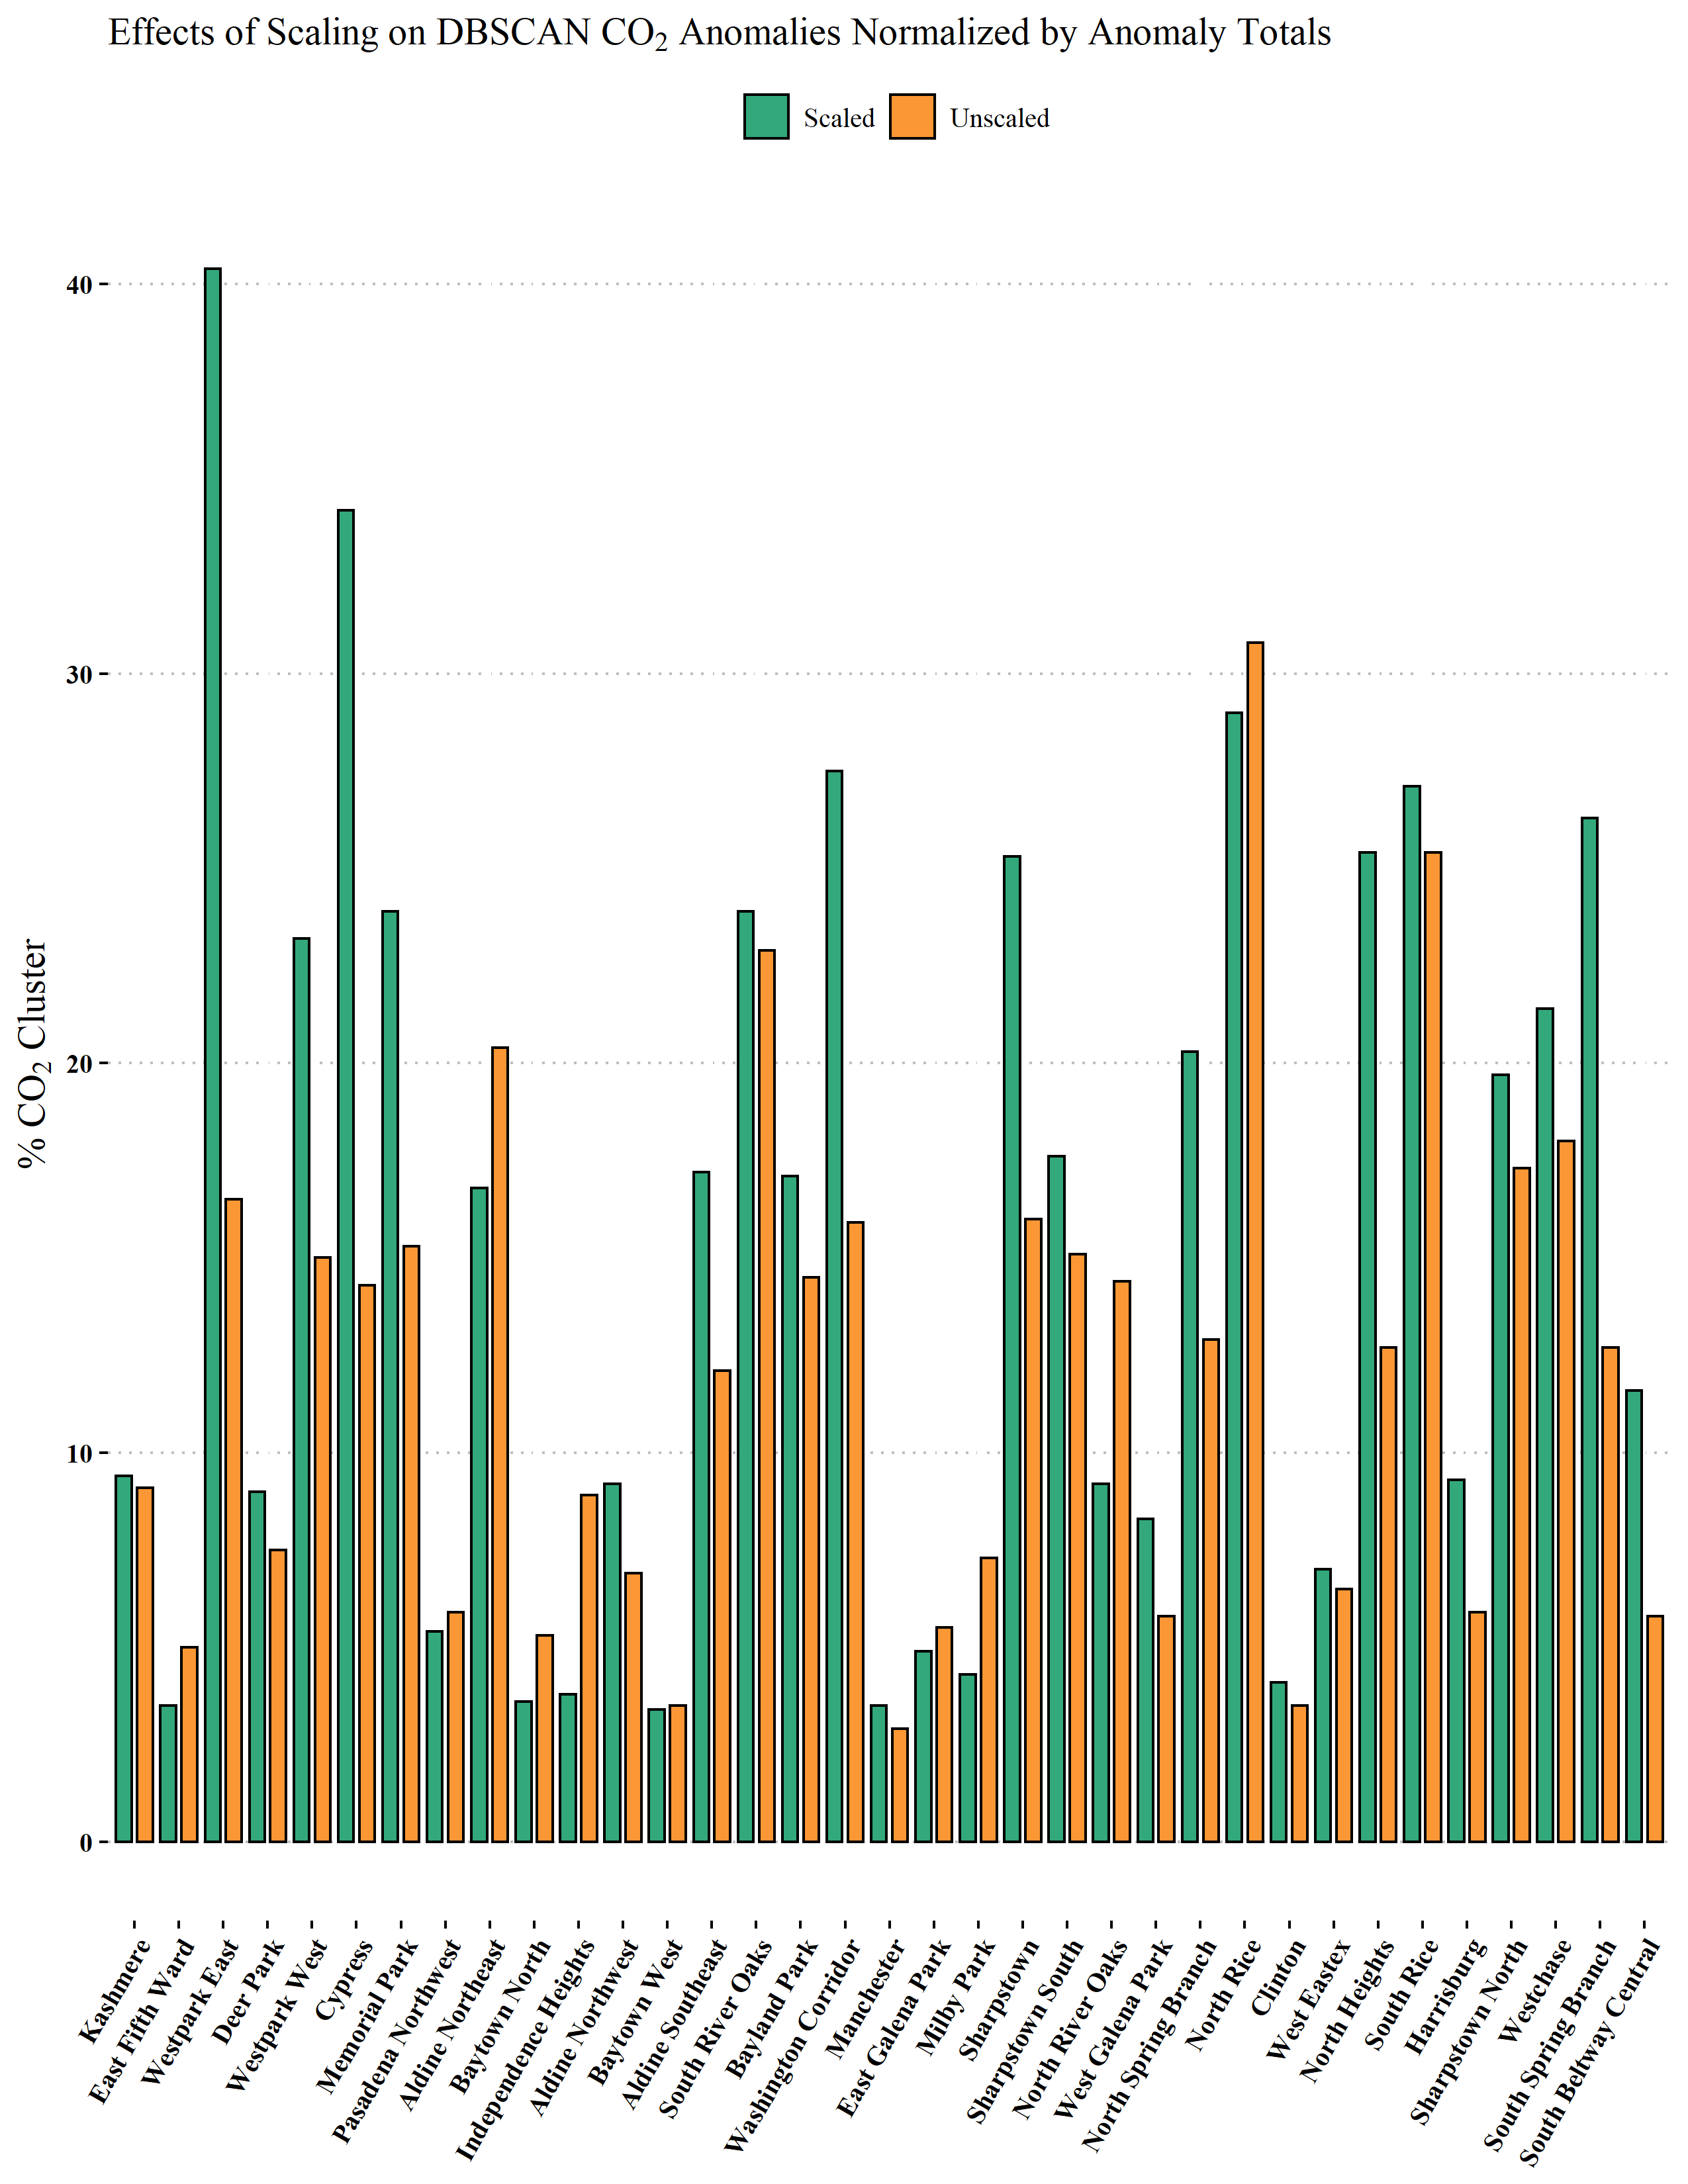 Effects of Scaling on DBSCAN CO₂ Anomalies Normalized by Anomaly Totals
Scaled
Unscaled
% CO₂ Cluster
40
30
20
10
0
Kashmere
East Fifth Ward
Westpark East
Deer Park
Westpark West
Cypress
Memorial Park
Pasadena Northwest
Aldine Northeast
Baytown North
Independence Heights
Aldine Northwest
Baytown West
Aldine Southeast
South River Oaks
Bayland Park
Washington Corridor
Manchester
East Galena Park
Milby Park
Sharpstown
Sharpstown South
North River Oaks
West Galena Park
North Spring Branch
North Rice
Clinton
West Eastex
North Heights
South Rice
Harrisburg
Sharpstown North
Westchase
South Spring Branch
South Beltway Central